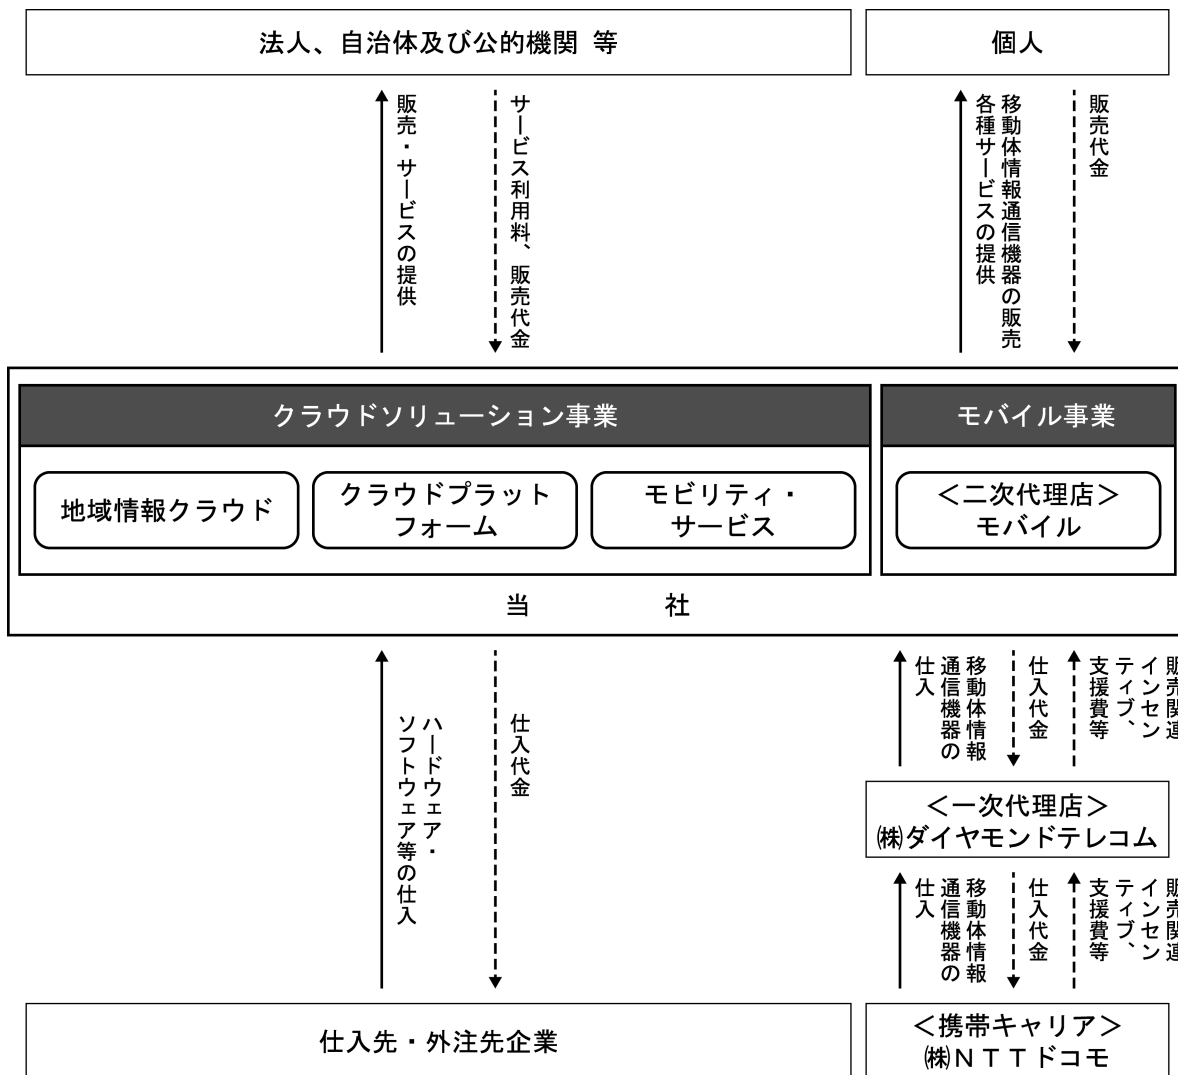 法人、自治体及び公的機関 等
個人
販売・サービスの提供
サービス利用料、販売代金
移動体情報通信機器の販売
各種サービスの提供
販売代金
クラウドソリューション事業
モバイル事業
地域情報クラウド
クラウドプラット
フォーム
モビリティ・
サービス
＜二次代理店＞
モバイル
当 社
ハードウェア・
ソフトウェア等の仕入
仕入代金
移動体情報
通信機器の
仕入
仕入代金
販売関連
インセン
ティブ、
支援費等
＜一次代理店＞
㈱ダイヤモンドテレコム
移動体情報
通信機器の
仕入
仕入代金
販売関連
インセン
ティブ、
支援費等
仕入先・外注先企業
＜携帯キャリア＞
㈱ＮＴＴドコモ